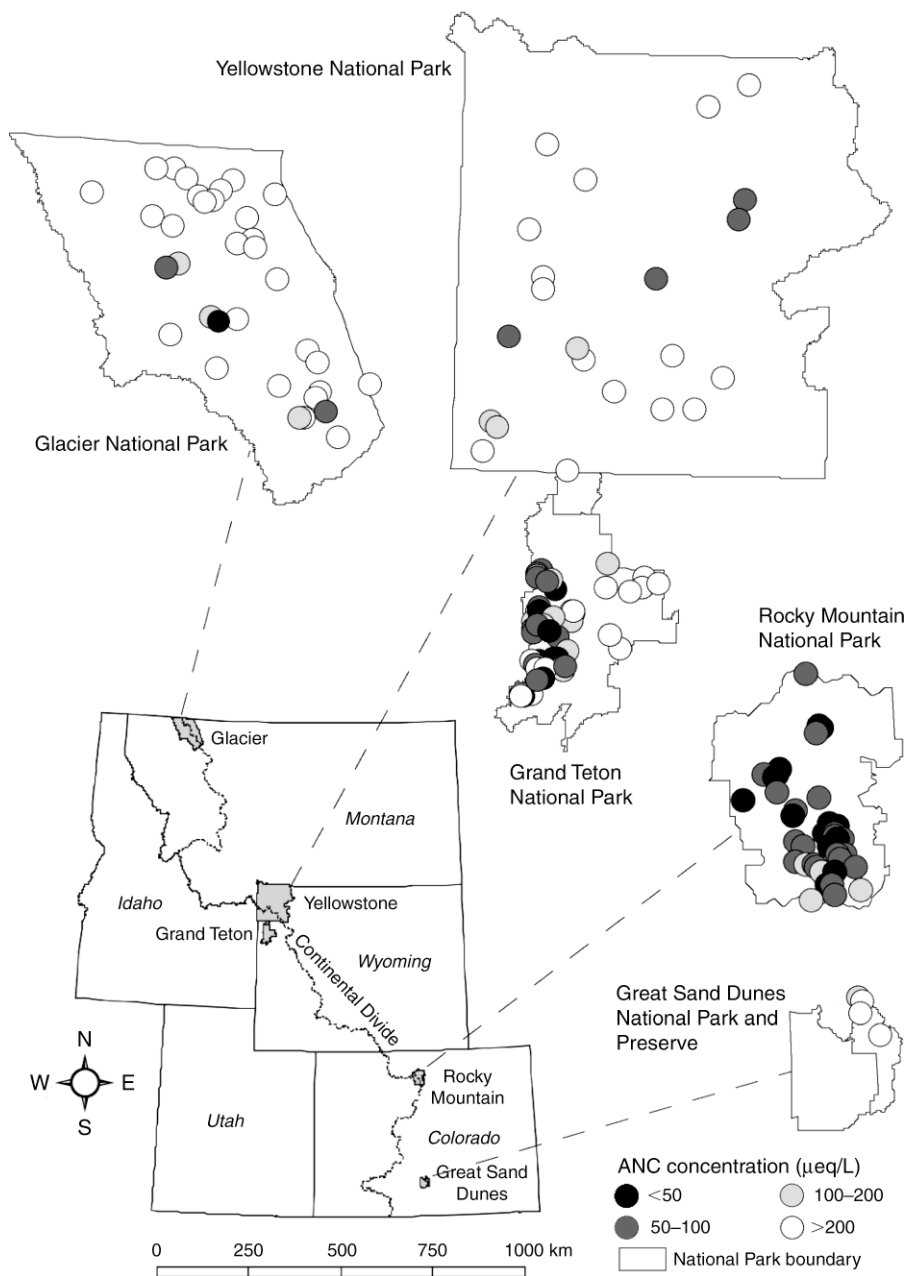 Yellowstone National Park
Glacier National Park
Rocky Mountain
National Park
Grand Teton
National Park
Glacier
Montana
Idaho
Yellowstone
Grand Teton
Continental Divide
Wyoming
Great Sand Dunes
National Park and
Preserve
N
W E
S
Rocky
Mountain
Utah
Colorado
Great Sand
Dunes
ANC concentration (μeq/L)
<50
100–200
50–100
>200
National Park boundary
0 250 500 750 1000 km